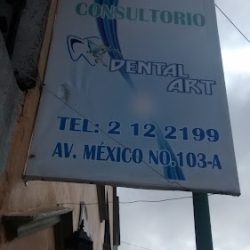 CONSULTORIO
DENTAL
ART
TEL: 2 12 2199
AV. MÉXICO NO,103-A